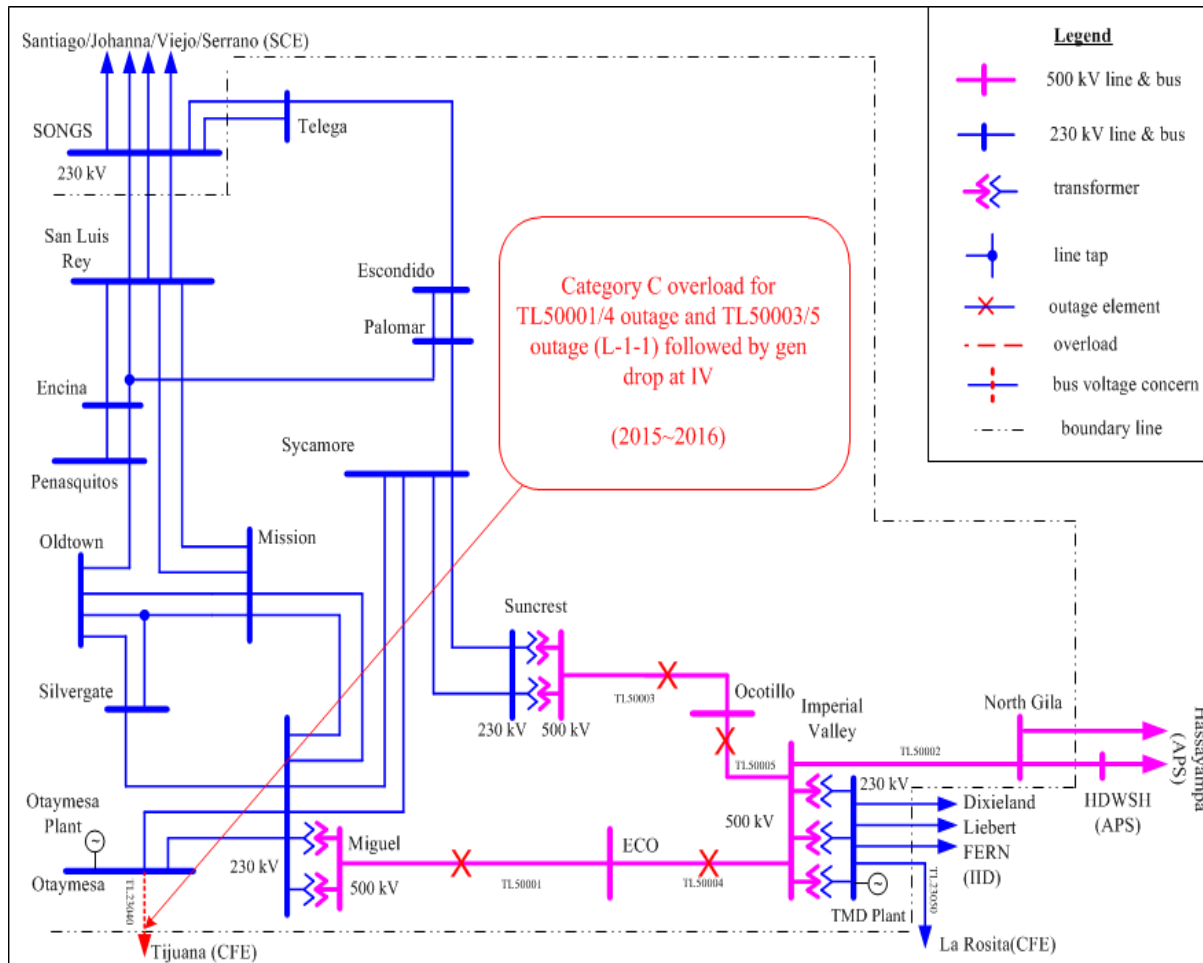 Santiago/Johanna/Viejo/Serrano (SCE)
SONGS
230 kV
Telega
San Luis
Rey
Escondido
Palomar
Encina
Penasquitos
Sycamore
Oldtown
Mission
Silvergate
Suncrest
230 kV
500 kV
TL50003
Ocotillo
TL50005
Imperial
Valley
TL50002
North Gila
Hassayampa
(APS)
HDWSH
(APS)
230 kV
500 kV
Dixieland
Liebert
FERN
(IID)
TL23050
TMD Plant
La Rosita(CFE)
Otaymesa
Plant
Otaymesa
TL23040
Tijuana (CFE)
230 kV
Miguel
500 kV
TL50001
ECO
TL50004
Category C overload for
TL50001/4 outage and TL50003/5
outage (L-1-1) followed by gen
drop at IV
(2015~2016)
Legend
500 kV line & bus
230 kV line & bus
transformer
line tap
outage element
overload
bus voltage concern
boundary line